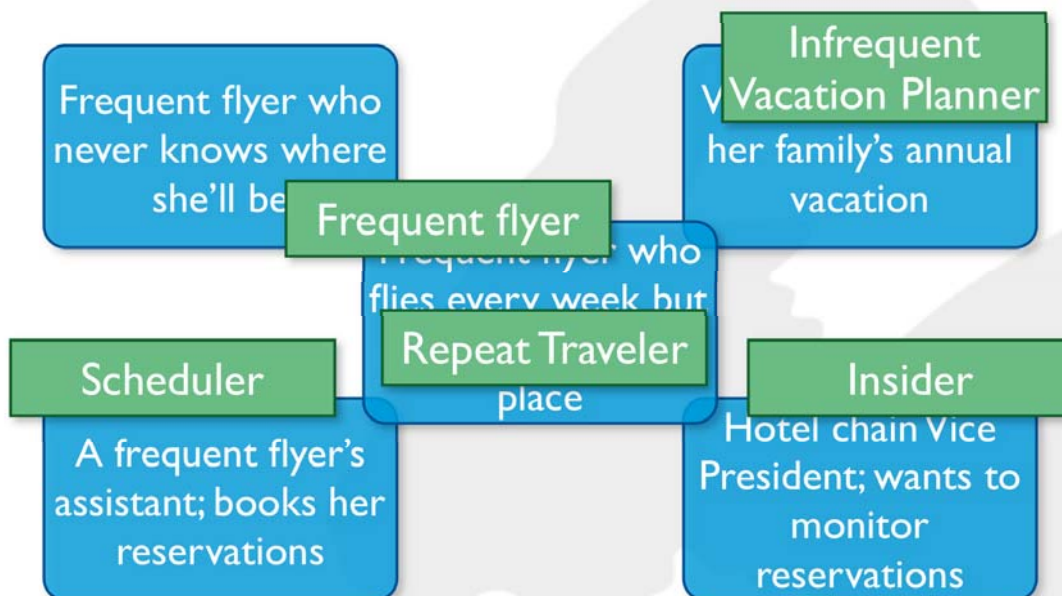 Frequent flyer who
never knows where
she'll be
Infrequent
Vacation Planner
her family's annual
vacation
Frequent flyer
Frequent flyer who
flies every week but
Repeat Traveler
place
Scheduler
A frequent flyer's
assistant; books her
reservations
Insider
Hotel chain Vice
President; wants to
monitor
reservations